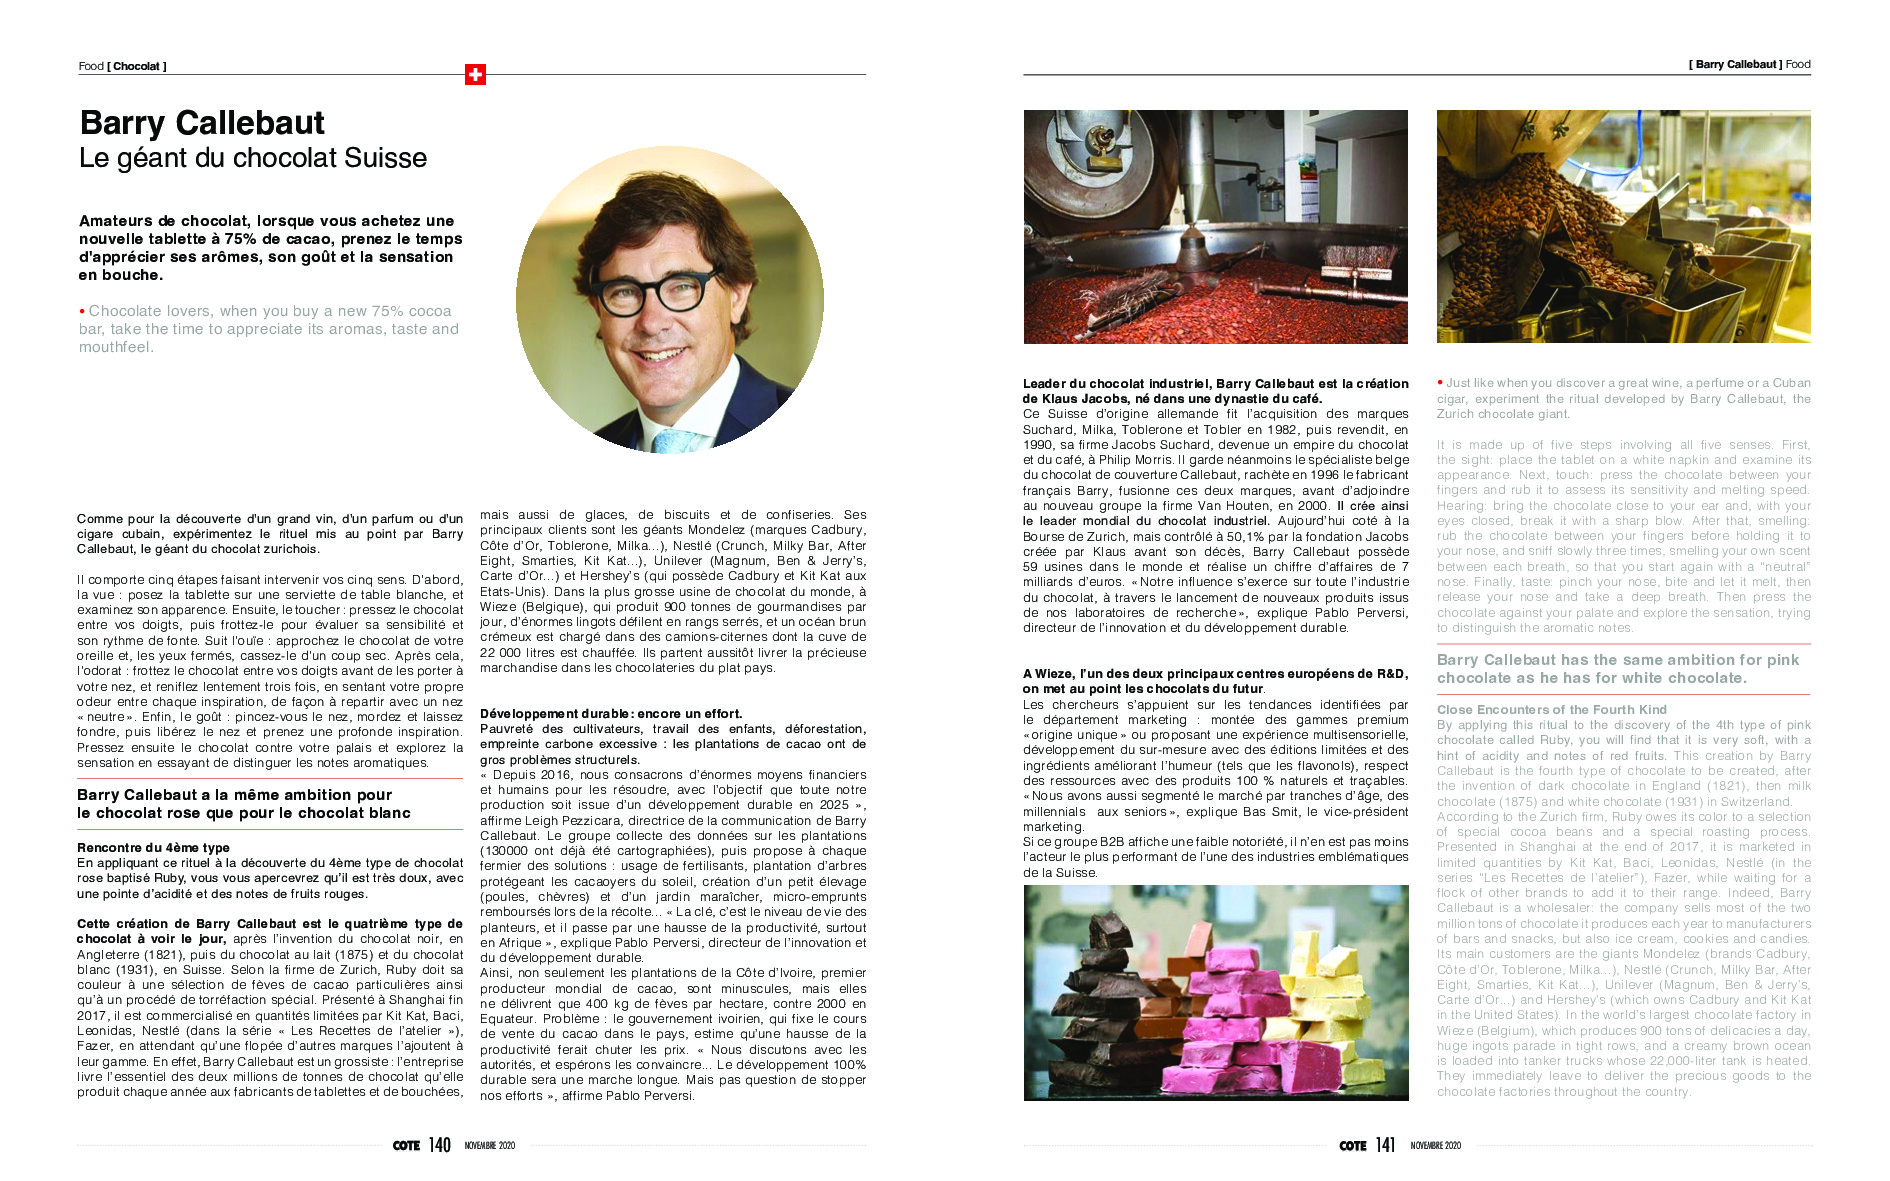 Food [ Chocolat ]
Barry Callebaut
Le géant du chocolat Suisse
Amateurs de chocolat, lorsque vous achetez une
nouvelle tablette à 75% de cacao, prenez le temps
d'apprécier ses arômes, son goût et la sensation
en bouche.
• Chocolate lovers, when you buy a new 75% cocoa
bar, take the time to appreciate its aromas, taste and
mouthfeel.
Comme pour la découverte d'un grand vin, d'un parfum ou d'un
cigare cubain, expérimentez le rituel mis au point par Barry
Callebaut, le géant du chocolat zurichois.
Il comporte cinq étapes faisant intervenir vos cinq sens. D'abord,
la vue : posez la tablette sur une serviette de table blanche, et
examinez son apparence. Ensuite, le toucher : pressez le chocolat
entre vos doigts, puis frottez-le pour évaluer sa sensibilité et
son rythme de fonte. Suit l'ouïe : approchez le chocolat de votre
oreille et, les yeux fermés, cassez-le d'un coup sec. Après cela,
l'odorat : frottez le chocolat entre vos doigts avant de les porter à
votre nez, et reniflez lentement trois fois, en sentant votre propre
odeur entre chaque inspiration, de façon à repartir avec un nez
« neutre ». Enfin, le goût : pincez-vous le nez, mordez et laissez
fondre, puis libérez le nez et prenez une profonde inspiration.
Pressez ensuite le chocolat contre votre palais et explorez la
sensation en essayant de distinguer les notes aromatiques.
Barry Callebaut a la même ambition pour
le chocolat rose que pour le chocolat blanc
Rencontre du 4ème type
En appliquant ce rituel à la découverte du 4ème type de chocolat
rose baptisé Ruby, vous vous apercevrez qu'il est très doux, avec
une pointe d'acidité et des notes de fruits rouges.
Cette création de Barry Callebaut est le quatrième type de
chocolat à voir le jour, après l'invention du chocolat noir, en
Angleterre (1821), puis du chocolat au lait (1875) et du chocolat
blanc (1931), en Suisse. Selon la firme de Zurich, Ruby doit sa
couleur à une sélection de fèves de cacao particulières ainsi
qu'à un procédé de torréfaction spécial. Présenté à Shanghai fin
2017, il est commercialisé en quantités limitées par Kit Kat, Baci,
Leonidas, Nestlé (dans la série « Les Recettes de l'atelier »),
Fazer, en attendant qu'une flopée d'autres marques l'ajoutent à
leur gamme. En effet, Barry Callebaut est un grossiste : l'entreprise
livre l'essentiel des deux millions de tonnes de chocolat qu'elle
produit chaque année aux fabricants de tablettes et de bouchées,
mais aussi de glaces, de biscuits et de confiseries. Ses
principaux clients sont les géants Mondelez (marques Cadbury,
Côte d'Or, Toblerone, Milka...), Nestlé (Crunch, Milky Bar, After
Eight, Smarties, Kit Kat...), Unilever (Magnum, Ben & Jerry's,
Carte d'Or...) et Hershey's (qui possède Cadbury et Kit Kat aux
Etats-Unis). Dans la plus grosse usine de chocolat du monde, à
Wieze (Belgique), qui produit 900 tonnes de gourmandises par
jour, d'énormes lingots défilent en rangs serrés, et un océan brun
crémeux est chargé dans des camions-citernes dont la cuve de
22 000 litres est chauffée. Ils partent aussitôt livrer la précieuse
marchandise dans les chocolateries du plat pays.
Développement durable : encore un effort.
Pauvreté des cultivateurs, travail des enfants, déforestation,
empreinte carbone excessive : les plantations de cacao ont de
gros problèmes structurels.
« Depuis 2016, nous consacrons d'énormes moyens financiers
et humains pour les résoudre, avec l'objectif que toute notre
production soit issue d'un développement durable en 2025 »,
affirme Leigh Pezzicara, directrice de la communication de Barry
Callebaut. Le groupe collecte des données sur les plantations
(130000 ont déjà été cartographiées), puis propose à chaque
fermier des solutions : usage de fertilisants, plantation d'arbres
protégeant les cacaoyers du soleil, création d'un petit élevage
(poules, chèvres) et d'un jardin maraîcher, micro-emprunts
remboursés lors de la récolte... « La clé, c'est le niveau de vie des
planteurs, et il passe par une hausse de la productivité, surtout
en Afrique », explique Pablo Perversi, directeur de l'innovation et
du développement durable.
Ainsi, non seulement les plantations de la Côte d'Ivoire, premier
producteur mondial de cacao, sont minuscules, mais elles
ne délivrent que 400 kg de fèves par hectare, contre 2000 en
Equateur. Problème : le gouvernement ivoirien, qui fixe le cours
de vente du cacao dans le pays, estime qu'une hausse de la
productivité ferait chuter les prix. « Nous discutons avec les
autorités, et espérons les convaincre... Le développement 100%
durable sera une marche longue. Mais pas question de stopper
nos efforts », affirme Pablo Perversi.
COTE 140 NOVEMBRE 2020
[ Barry Callebaut ] Food
Leader du chocolat industriel, Barry Callebaut est la création
de Klaus Jacobs, né dans une dynastie du café.
Ce Suisse d'origine allemande fit l'acquisition des marques
Suchard, Milka, Toblerone et Tobler en 1982, puis revendit, en
1990, sa firme Jacobs Suchard, devenue un empire du chocolat
et du café, à Philip Morris. Il garde néanmoins le spécialiste belge
du chocolat de couverture Callebaut, rachète en 1996 le fabricant
français Barry, fusionne ces deux marques, avant d'adjoindre
au nouveau groupe la firme Van Houten, en 2000. Il crée ainsi
le leader mondial du chocolat industriel. Aujourd'hui coté à la
Bourse de Zurich, mais contrôlé à 50,1% par la fondation Jacobs
créée par Klaus avant son décès, Barry Callebaut possède
59 usines dans le monde et réalise un chiffre d'affaires de 7
milliards d'euros. « Notre influence s'exerce sur toute l'industrie
du chocolat, à travers le lancement de nouveaux produits issus
de nos laboratoires de recherche », explique Pablo Perversi,
directeur de l'innovation et du développement durable.
A Wieze, l'un des deux principaux centres européens de R&D,
on met au point les chocolats du futur.
Les chercheurs s'appuient sur les tendances identifiées par
le département marketing : montée des gammes premium
« origine unique » ou proposant une expérience multisensorielle,
développement du sur-mesure avec des éditions limitées et des
ingrédients améliorant l'humeur (tels que les flavonols), respect
des ressources avec des produits 100 % naturels et traçables.
« Nous avons aussi segmenté le marché par tranches d'âge, des
millennials aux seniors », explique Bas Smit, le vice-président
marketing.
Si ce groupe B2B affiche une faible notoriété, il n'en est pas moins
l'acteur le plus performant de l'une des industries emblématiques
de la Suisse.
• Just like when you discover a great wine, a perfume or a Cuban
cigar, experiment the ritual developed by Barry Callebaut, the
Zurich chocolate giant.
It is made up of five steps involving all five senses. First,
the sight: place the tablet on a white napkin and examine its
appearance. Next, touch: press the chocolate between your
fingers and rub it to assess its sensitivity and melting speed.
Hearing: bring the chocolate close to your ear and, with your
eyes closed, break it with a sharp blow. After that, smelling:
rub the chocolate between your fingers before holding it to
your nose, and sniff slowly three times, smelling your own scent
between each breath, so that you start again with a “neutral”
nose. Finally, taste: pinch your nose, bite and let it melt, then
release your nose and take a deep breath. Then press the
chocolate against your palate and explore the sensation, trying
to distinguish the aromatic notes.
Barry Callebaut has the same ambition for pink
chocolate as he has for white chocolate.
Close Encounters of the Fourth Kind
By applying this ritual to the discovery of the 4th type of pink
chocolate called Ruby, you will find that it is very soft, with a
hint of acidity and notes of red fruits. This creation by Barry
Callebaut is the fourth type of chocolate to be created, after
the invention of dark chocolate in England (1821), then milk
chocolate (1875) and white chocolate (1931) in Switzerland.
According to the Zurich firm, Ruby owes its color to a selection
of special cocoa beans and a special roasting process.
Presented in Shanghai at the end of 2017, it is marketed in
limited quantities by Kit Kat, Baci, Leonidas, Nestlé (in the
series “Les Recettes de l'atelier”), Fazer, while waiting for a
flock of other brands to add it to their range. Indeed, Barry
Callebaut is a wholesaler: the company sells most of the two
million tons of chocolate it produces each year to manufacturers
of bars and snacks, but also ice cream, cookies and candies.
Its main customers are the giants Mondelez (brands Cadbury,
Côte d'Or, Toblerone, Milka...), Nestlé (Crunch, Milky Bar, After
Eight, Smarties, Kit Kat...), Unilever (Magnum, Ben & Jerry's,
Carte d'Or...) and Hershey's (which owns Cadbury and Kit Kat
in the United States). In the world's largest chocolate factory in
Wieze (Belgium), which produces 900 tons of delicacies a day,
huge ingots parade in tight rows, and a creamy brown ocean
is loaded into tanker trucks whose 22,000-liter tank is heated.
They immediately leave to deliver the precious goods to the
chocolate factories throughout the country.
COTE 141 NOVEMBRE 2020